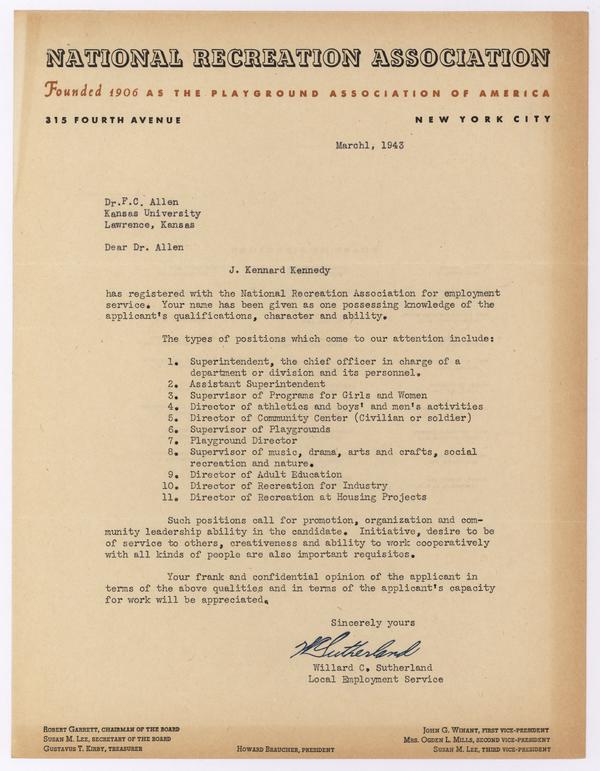 NATIONAL RECREATION ASSOCIATION
Founded 1906 AS THE PLAYGROUND ASSOCIATION OF AMERICA
315 FOURTH AVENUE NEW YORK CITY
March1, 1943
Dr.F.C. Allen
Kansas University
Lawrence, Kansas
Dear Dr. Allen
J. Kennard Kennedy
has registered with the National Recreation Association for employment
service. Your name has been given as one possessing knowledge of the
applicant's qualifications, character and ability.
The types of positions which come to our attention include:
1. Superintendent, the chief officer in charge of a
department or division and its personnel.
2. Assistant Superintendent
3. Supervisor of Programs for Girls and Women
4. Director of athletics and boys' and men's activities
5. Director of Community Center (Civilian or soldier)
6. Supervisor of Playgrounds
7. Playground Director
8. Supervisor of music, drama, arts and crafts, social
recreation and nature.
9. Director of Adult Education
10. Director of Recreation for Industry
11. Director of Recreation at Housing Projects
Such positions call for promotion, organization and com-
munity leadership ability in the candidate. Initiative, desire to be
of service to others, creativeness and ability to work cooperatively
with all kinds of people are also important requisites.
Your frank and confidential opinion of the applicant in
terms of the above qualities and in terms of the applicant's capacity
for work will be appreciated.
Sincerely yours
W C Sutherland
Willard C. Sutherland
Local Employment Service
ROBERT GARRETT, CHAIRMAN OF THE BOARD
SUSAN M. LEE, SECRETARY OF THE BOARD
GUSTAVUS T. KIRBY, TREASURER
HOWARD BRAUCHER, PRESIDENT
JOHN G. WINANT, FIRST VICE-PRESIDENT
MRS. OGDEN L. MILLS, SECOND VICE-PRESIDENT
SUSAN M. LEE, THIRD VICE-PRESIDENT